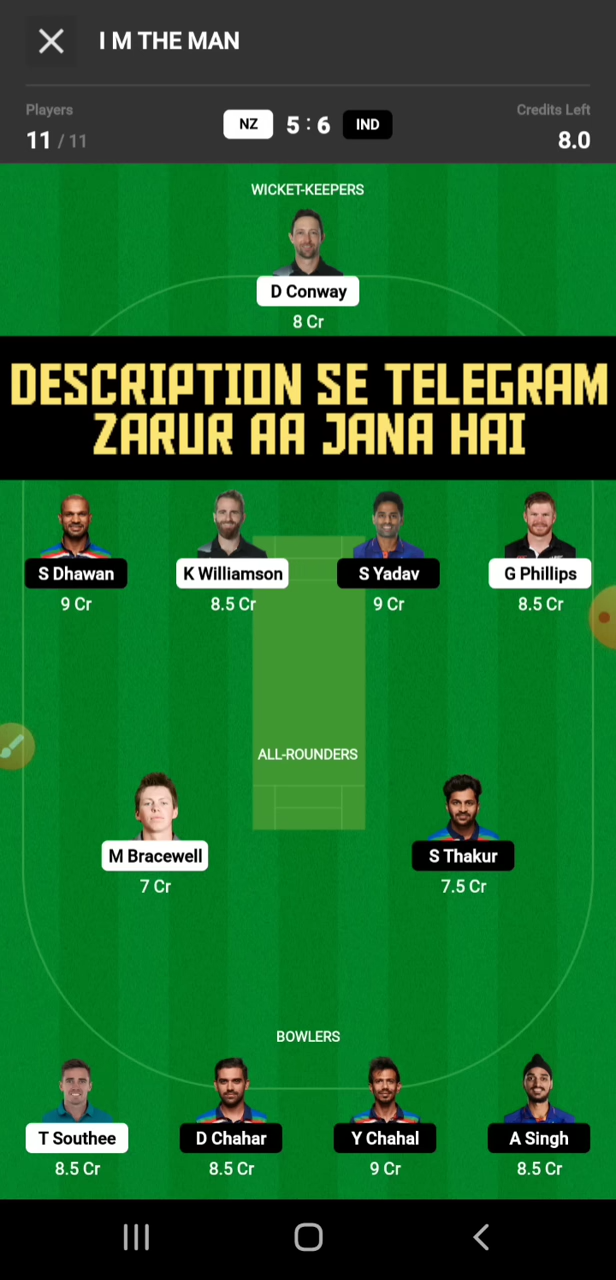 I M THE MAN
Players
11 / 11
NZ 5 : 6 IND
Credits Left
8.0
WICKET-KEEPERS
D Conway
8 Cr
DESCRIPTION SE TELEGRAM
ZARUR AA JANA HAI
S Dhawan K Williamson S Yadav G Phillips
9 Cr 8.5 Cr 9 Cr 8.5 Cr
ALL-ROUNDERS
M Bracewell S Thakur
7 Cr 7.5 Cr
BOWLERS
T Southee D Chahar Y Chahal A Singh
8.5 Cr 8.5 Cr 9 Cr 8.5 Cr